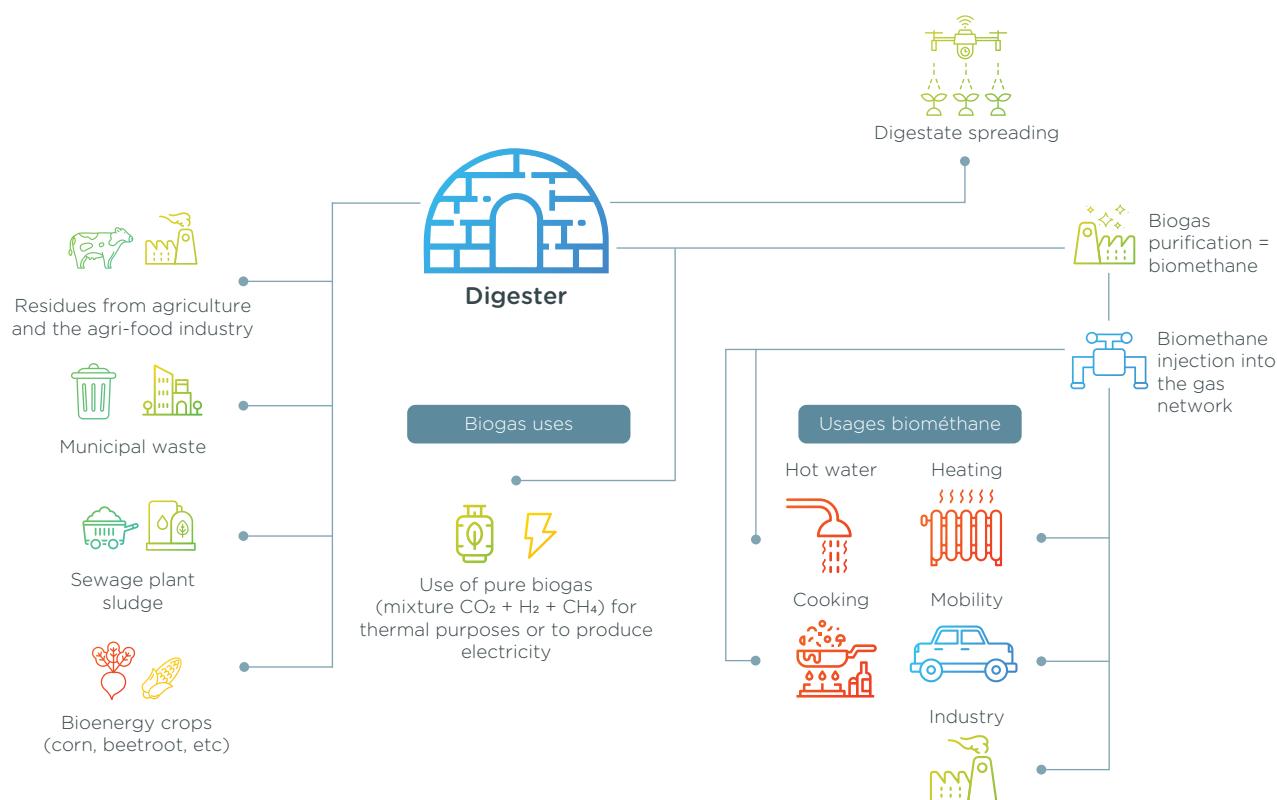 Digestate spreading
Digester
Biogas
purification =
biomethane
Residues from agriculture
and the agri-food industry
Biomethane
injection into
the gas
network
Municipal waste
Biogas uses
Usages biométhane
Hot water
Heating
Sewage plant
sludge
Use of pure biogas
(mixture CO₂ + H₂ + CH₄) for
thermal purposes or to produce
electricity
Cooking
Mobility
Bioenergy crops
(corn, beetroot, etc)
Industry